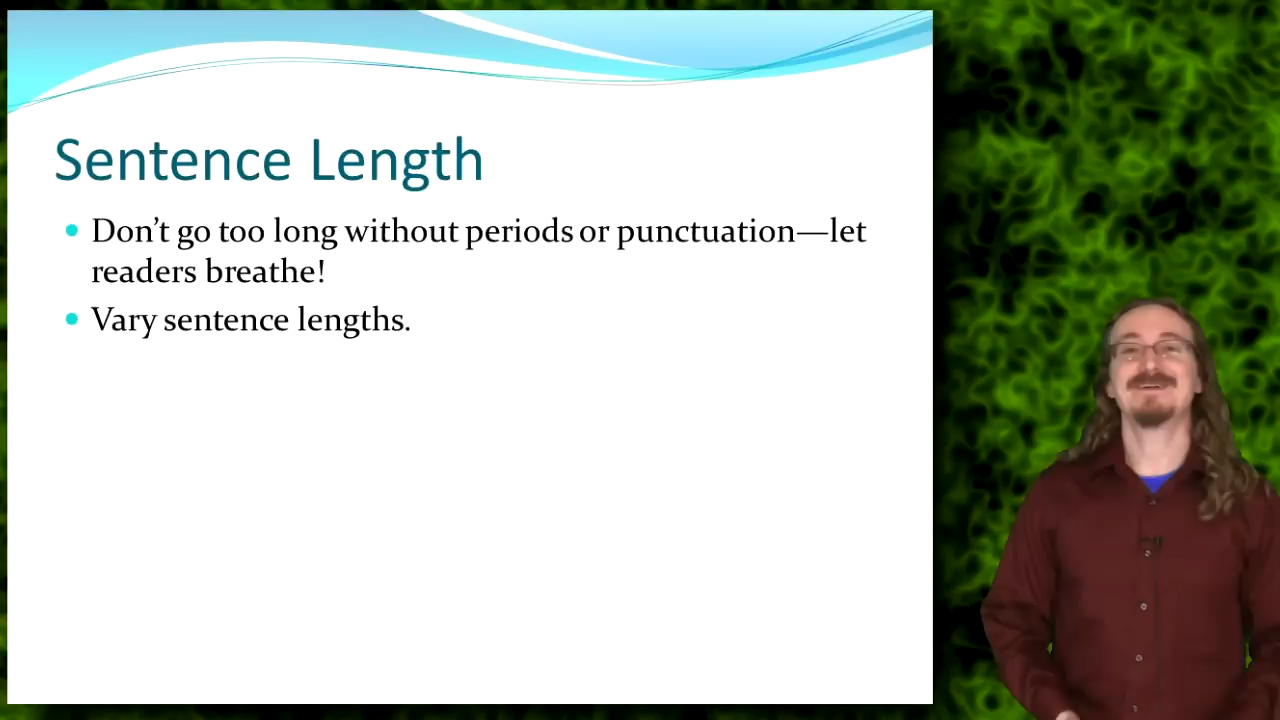 Sentence Length
Don’t go too long without periods or punctuation—let
readers breathe!
Vary sentence lengths.